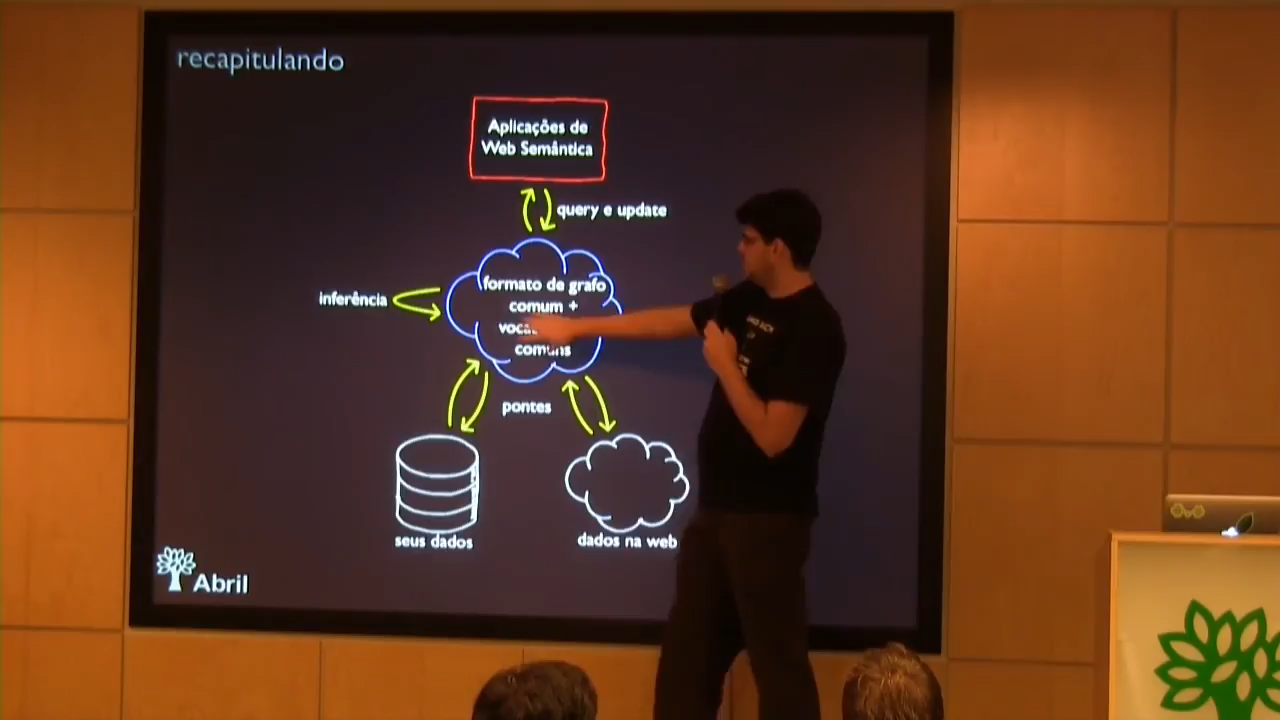 recapitulando
Aplicações de
Web Semântica
query e update
formato de grafo
comum +
inferência
comuns
pontes
seus dados
dados na web
Abril